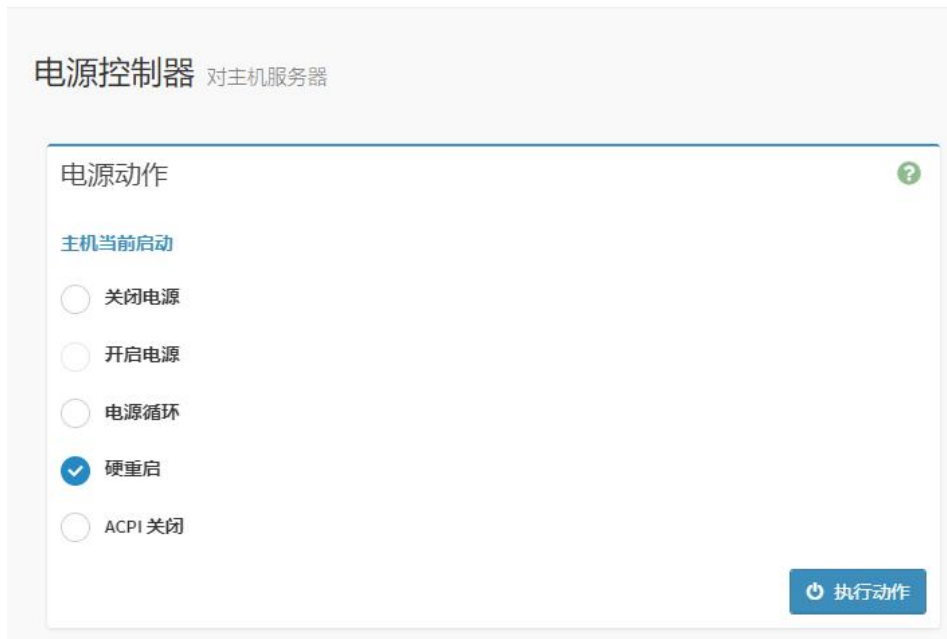 电源控制器 对主机服务器
电源动作
主机当前启动
关闭电源
开启电源
电源循环
硬重启
ACPI 关闭
执行动作